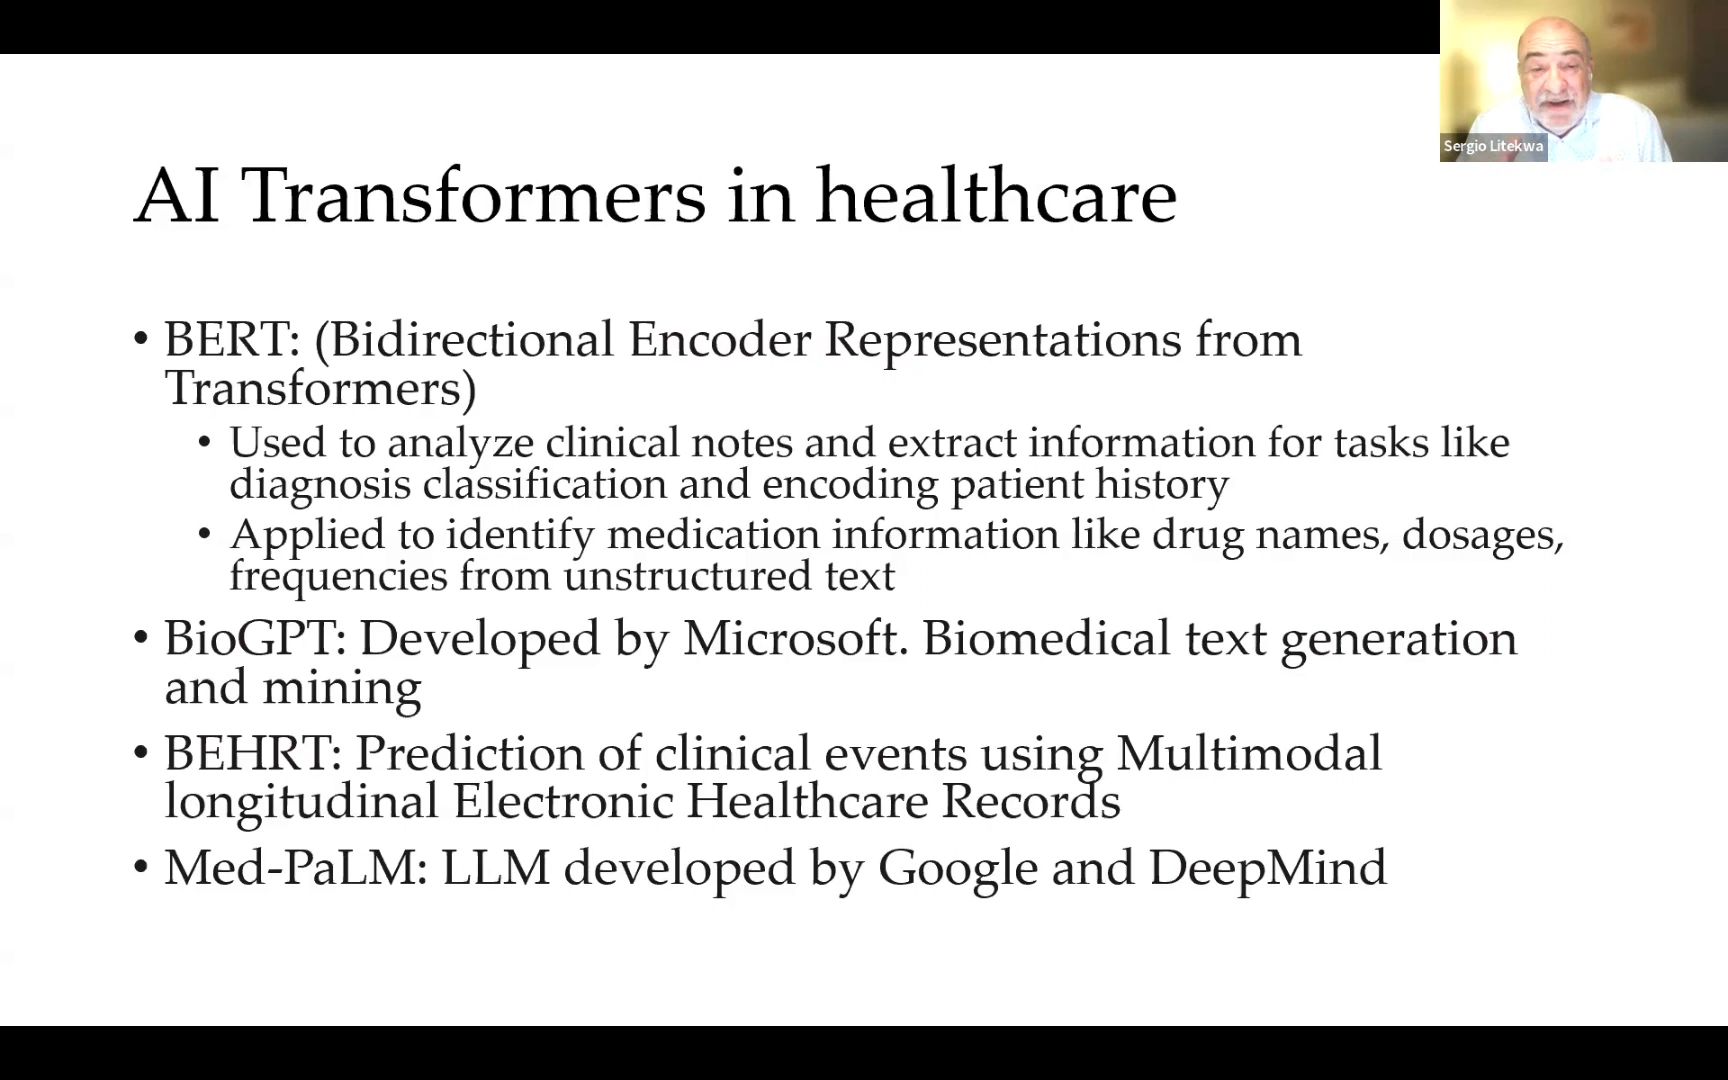 Sergio Litekwa
AI Transformers in healthcare
• BERT: (Bidirectional Encoder Representations from
Transformers)
• Used to analyze clinical notes and extract information for tasks like
diagnosis classification and encoding patient history
• Applied to identify medication information like drug names, dosages,
frequencies from unstructured text
• BioGPT: Developed by Microsoft. Biomedical text generation
and mining
• BEHRT: Prediction of clinical events using Multimodal
longitudinal Electronic Healthcare Records
• Med-PaLM: LLM developed by Google and DeepMind